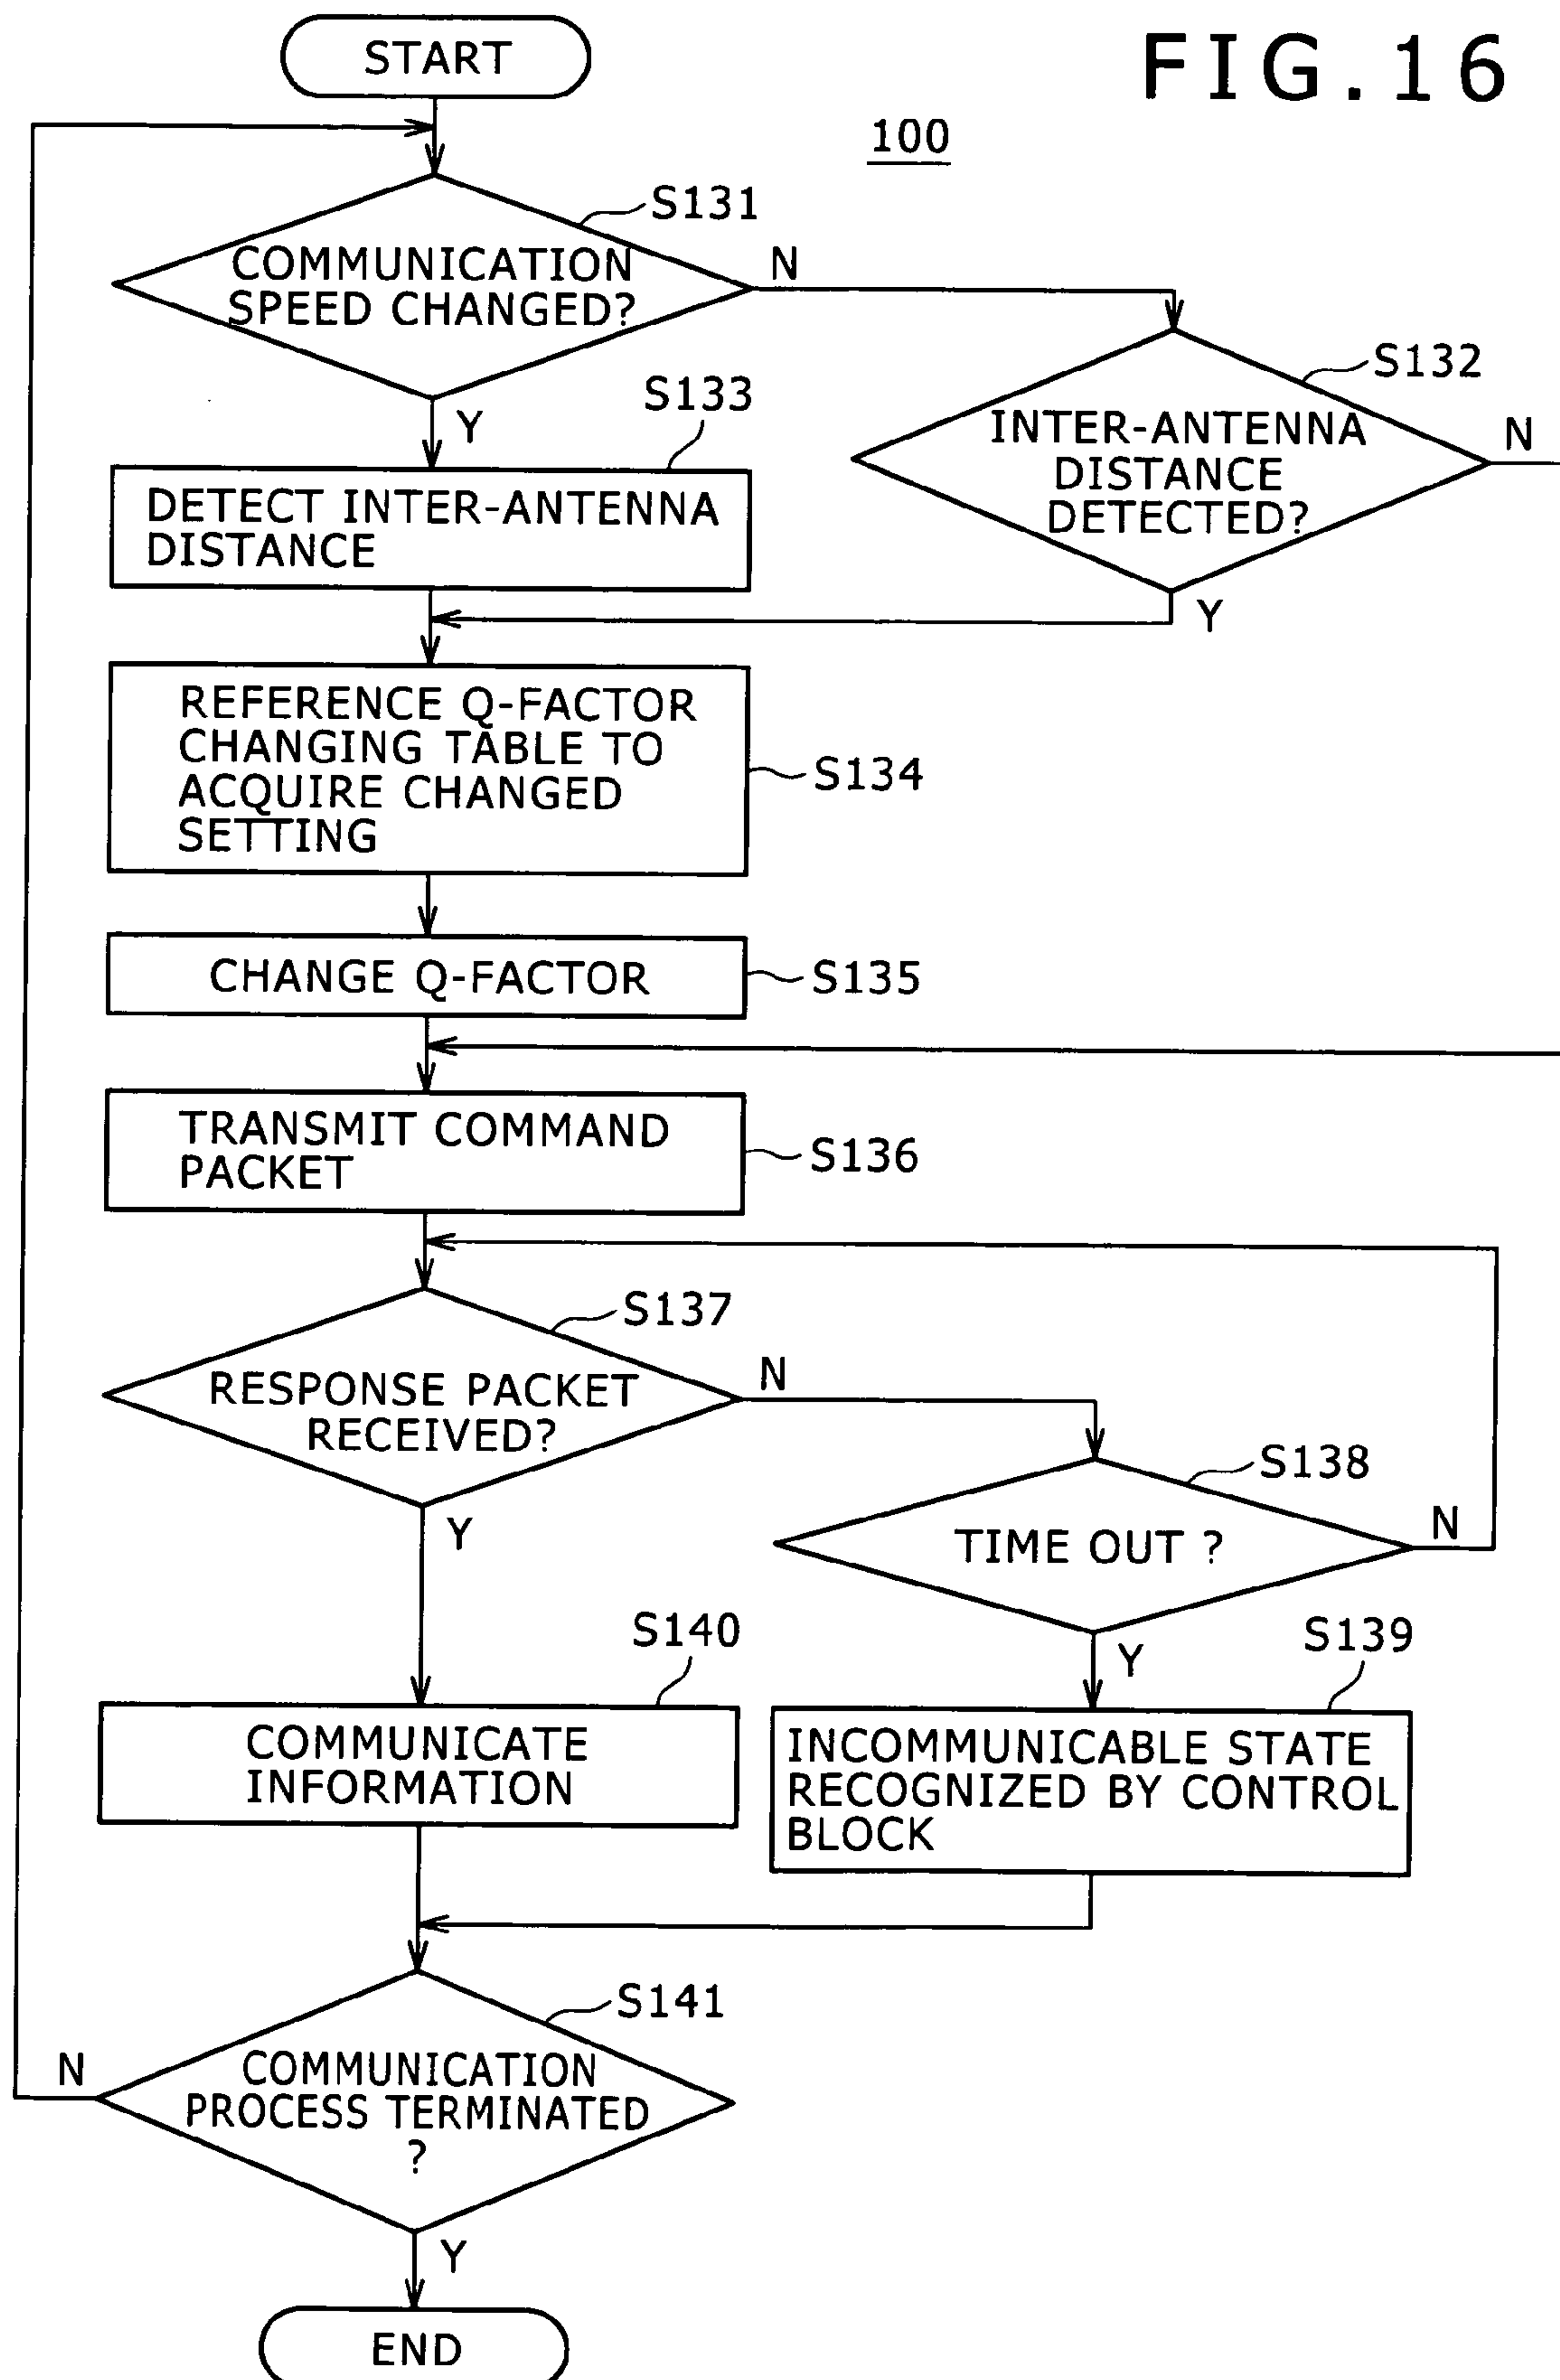 FIG.16
100
START
S131
COMMUNICATION
SPEED CHANGED?
N
Y
S132
INTER-ANTENNA
DISTANCE
DETECTED?
N
Y
S133
DETECT INTER-ANTENNA
DISTANCE
REFERENCE Q-FACTOR
CHANGING TABLE TO
ACQUIRE CHANGED
SETTING
S134
CHANGE Q-FACTOR
S135
TRANSMIT COMMAND
PACKET
S136
S137
RESPONSE PACKET
RECEIVED?
N
Y
S138
TIME OUT ?
N
Y
S139
INCOMMUNICABLE STATE
RECOGNIZED BY CONTROL
BLOCK
S140
COMMUNICATE
INFORMATION
S141
COMMUNICATION
PROCESS TERMINATED
?
N
Y
END